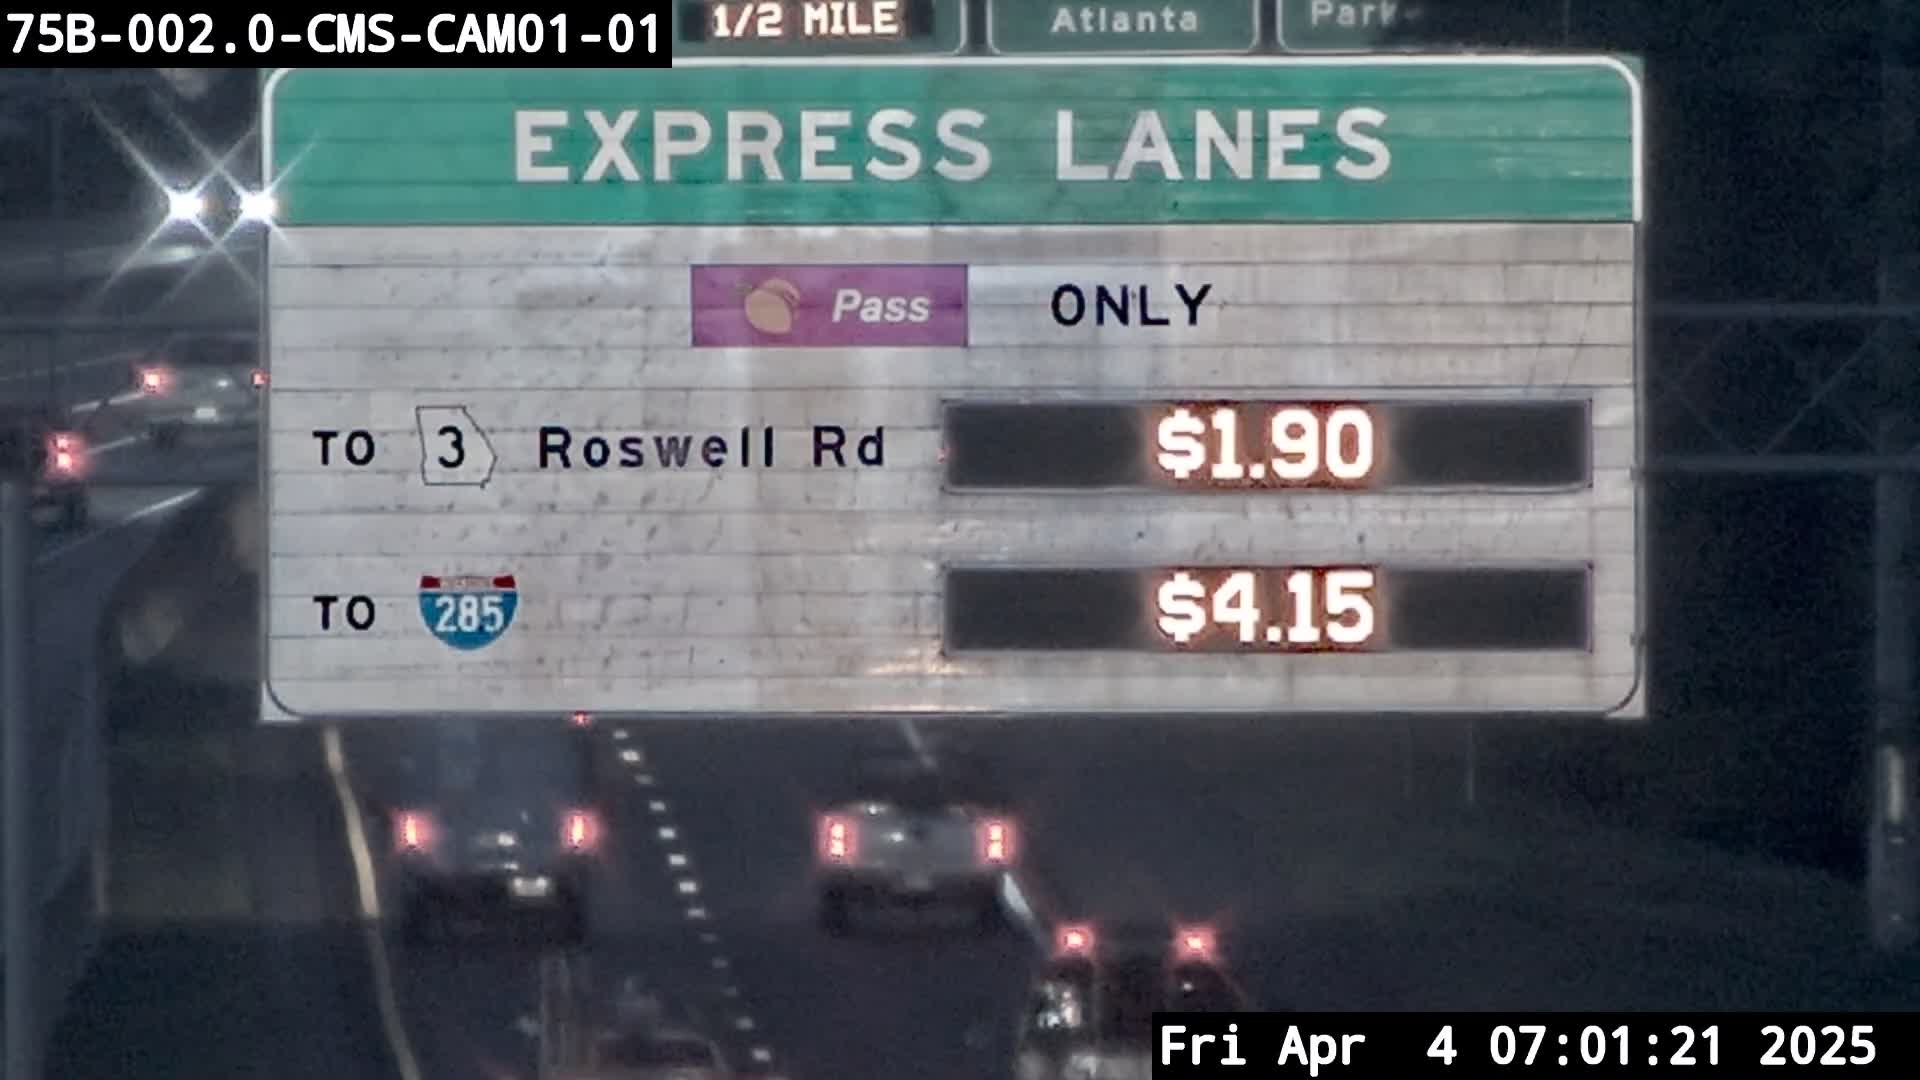 75B-002.0-CMS-CAM01-01
1/2 MILE
Atlanta
Park
EXPRESS LANES
Pass ONLY
TO 3 Roswell Rd $1.90
TO 285 $4.15
Fri Apr 4 07:01:21 2025